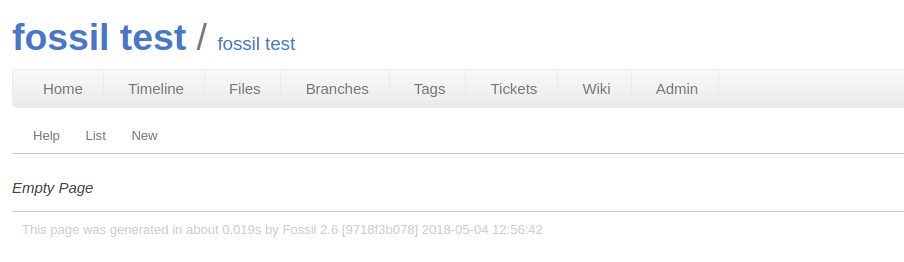 fossil test / fossil test
Home Timeline Files Branches Tags Tickets Wiki Admin
Help List New
Empty Page
This page was generated in about 0.019s by Fossil 2.6 [9718f3b078] 2018-05-04 12:56:42